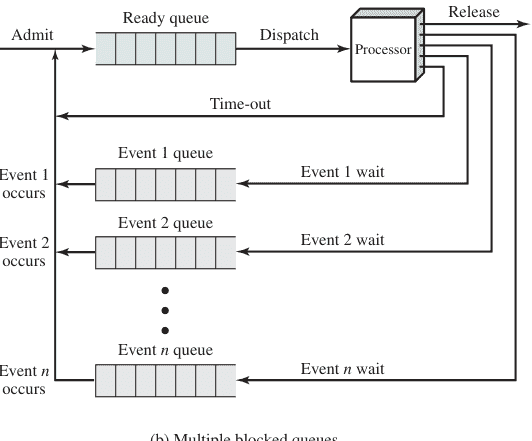 Ready queue
Release
Admit
Dispatch
Processor
Time-out
Event 1 queue
Event 1
occurs
Event 1 wait
Event 2 queue
Event 2
occurs
Event 2 wait
Event n queue
Event n
occurs
Event n wait
(b) Multiple blocked queues